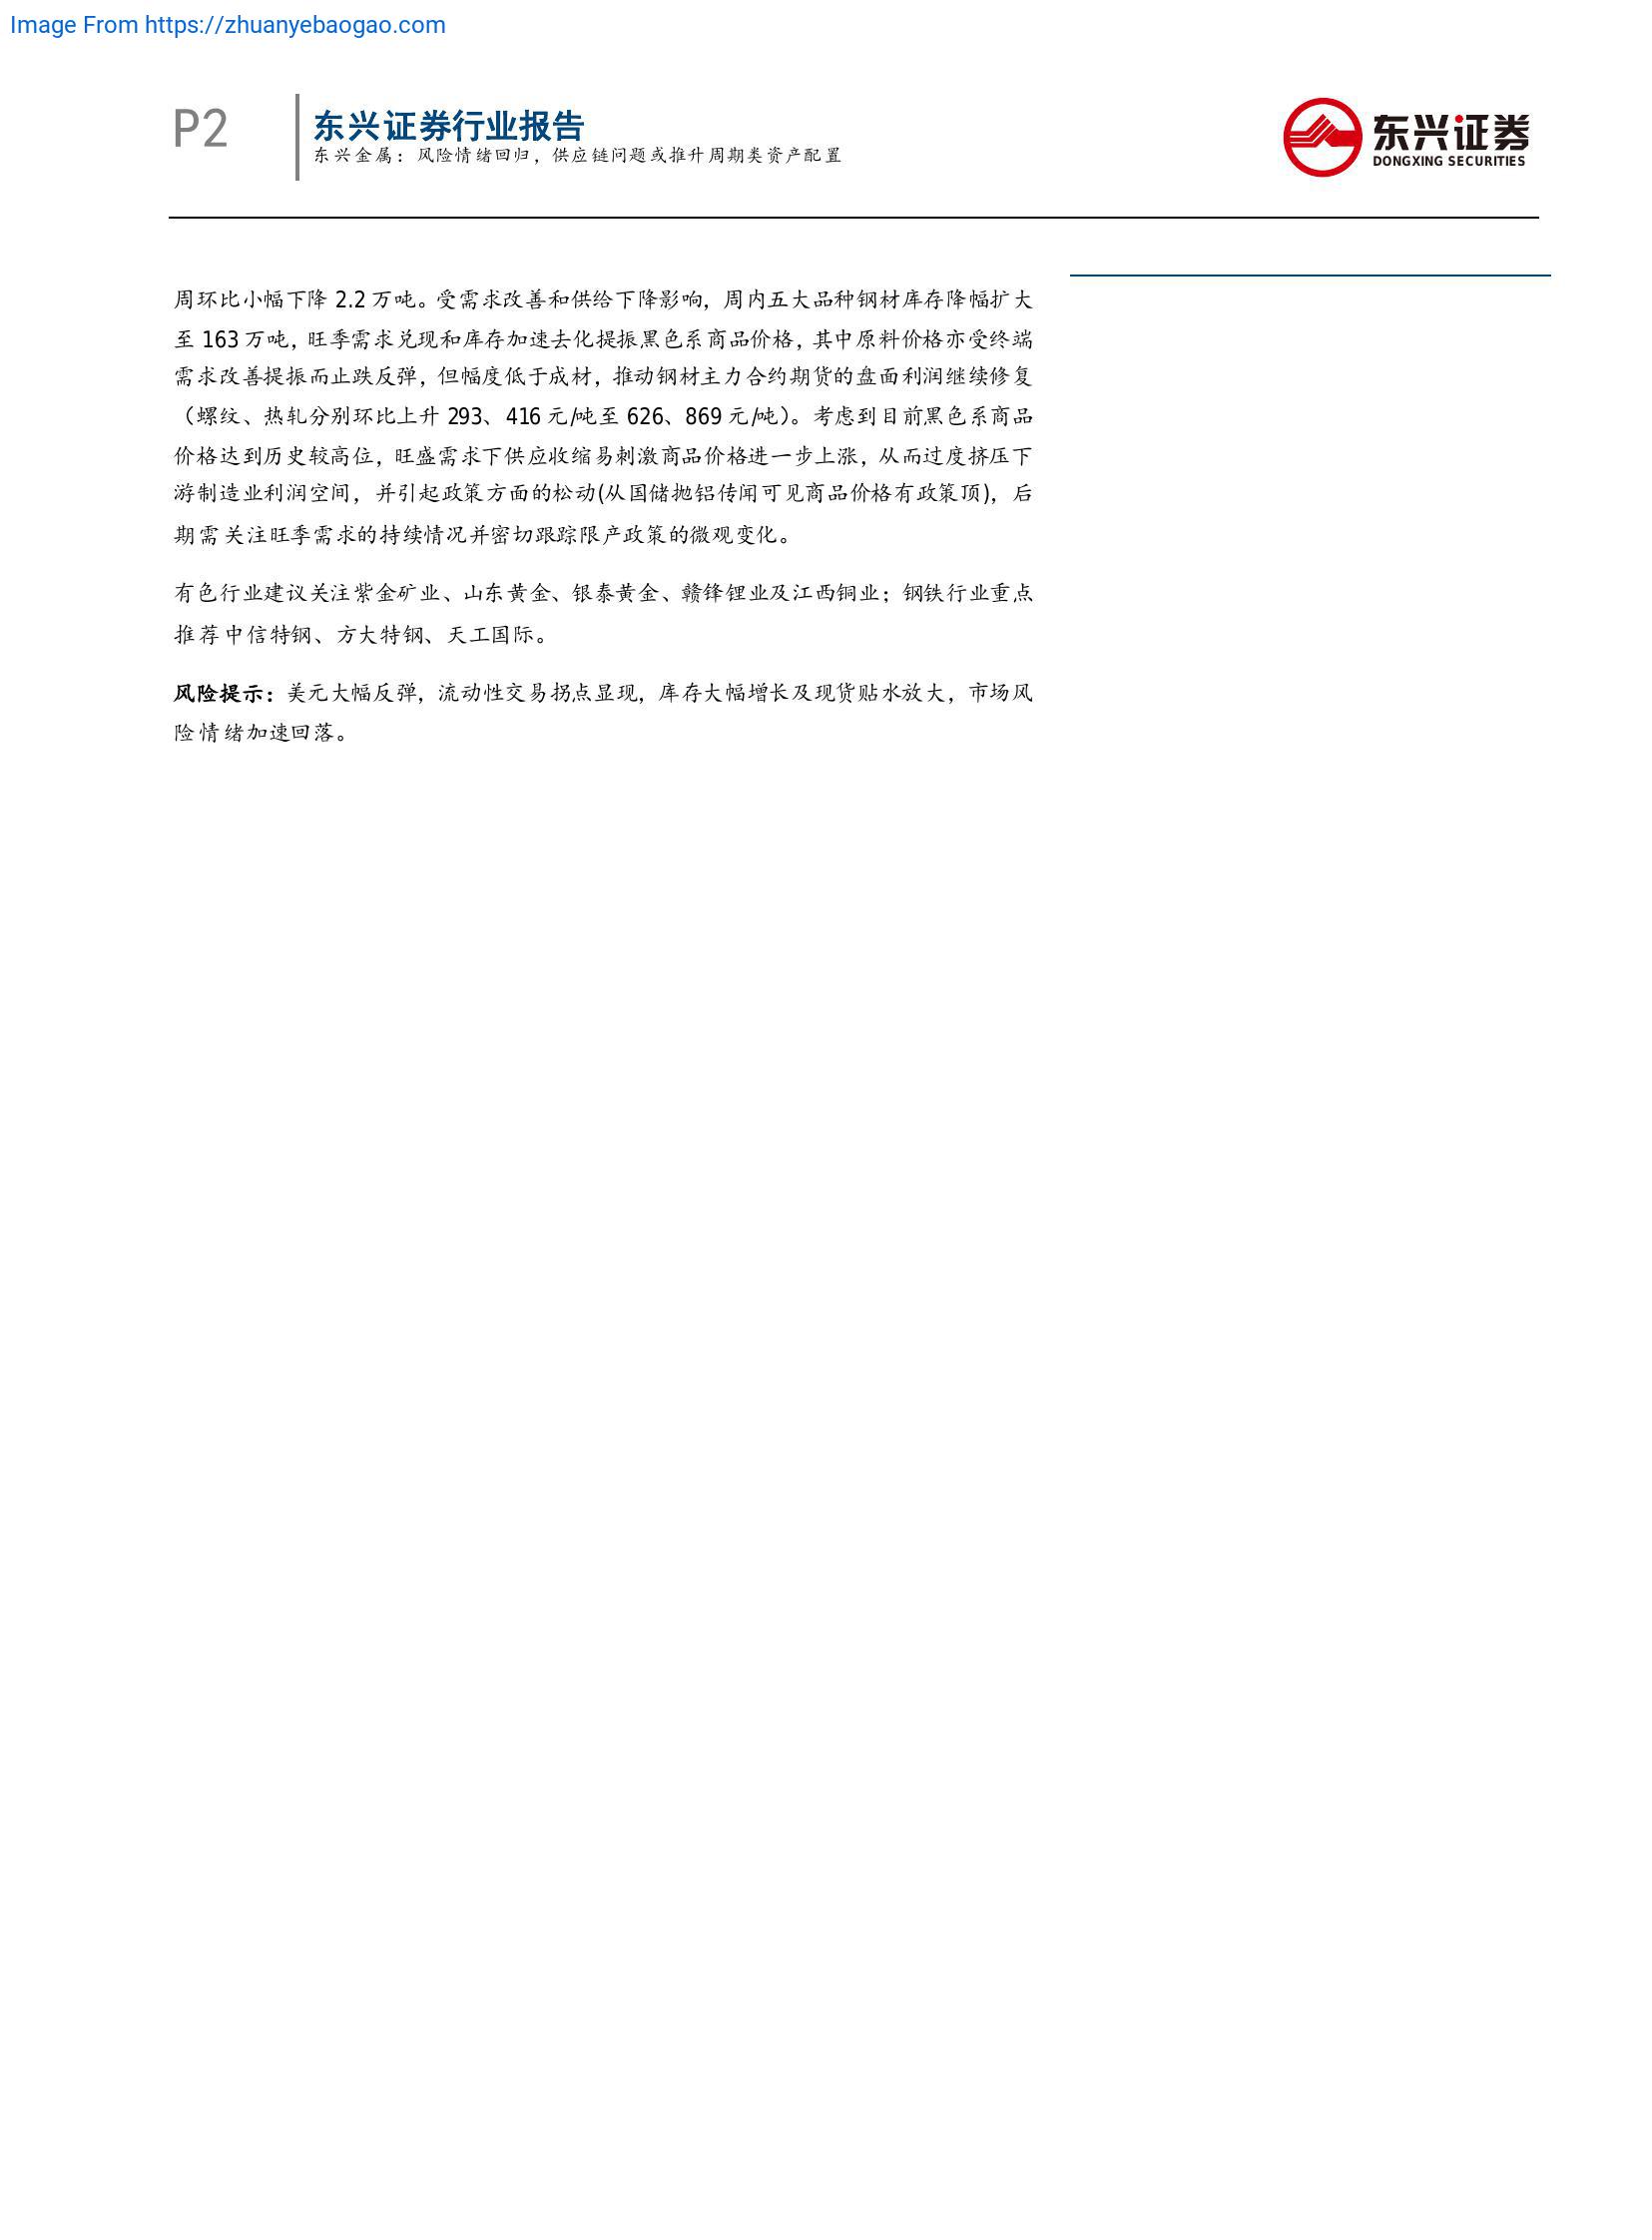 Image From https://zhuanyebaogao.com
P2
东兴证券行业报告
东兴金属：风险情绪回归，供应链问题或推升周期类资产配置
东兴证券
DONGXING SECURITIES
周环比小幅下降 2.2 万吨。受需求改善和供给下降影响，周内五大品种钢材库存降幅扩大
至 163 万吨，旺季需求兑现和库存加速去化提振黑色系商品价格，其中原料价格亦受终端
需求改善提振而止跌反弹，但幅度低于成材，推动钢材主力合约期货的盘面利润继续修复
（螺纹、热轧分别环比上升 293、416 元/吨至 626、869 元/吨）。考虑到目前黑色系商品
价格达到历史较高位，旺盛需求下供应收缩易刺激商品价格进一步上涨，从而过度挤压下
游制造业利润空间，并引起政策方面的松动(从国储抛铝传闻可见商品价格有政策顶)，后
期需关注旺季需求的持续情况并密切跟踪限产政策的微观变化。
有色行业建议关注紫金矿业、山东黄金、银泰黄金、赣锋锂业及江西铜业；钢铁行业重点
推荐中信特钢、方大特钢、天工国际。
风险提示：美元大幅反弹，流动性交易拐点显现，库存大幅增长及现货贴水放大，市场风
险情绪加速回落。